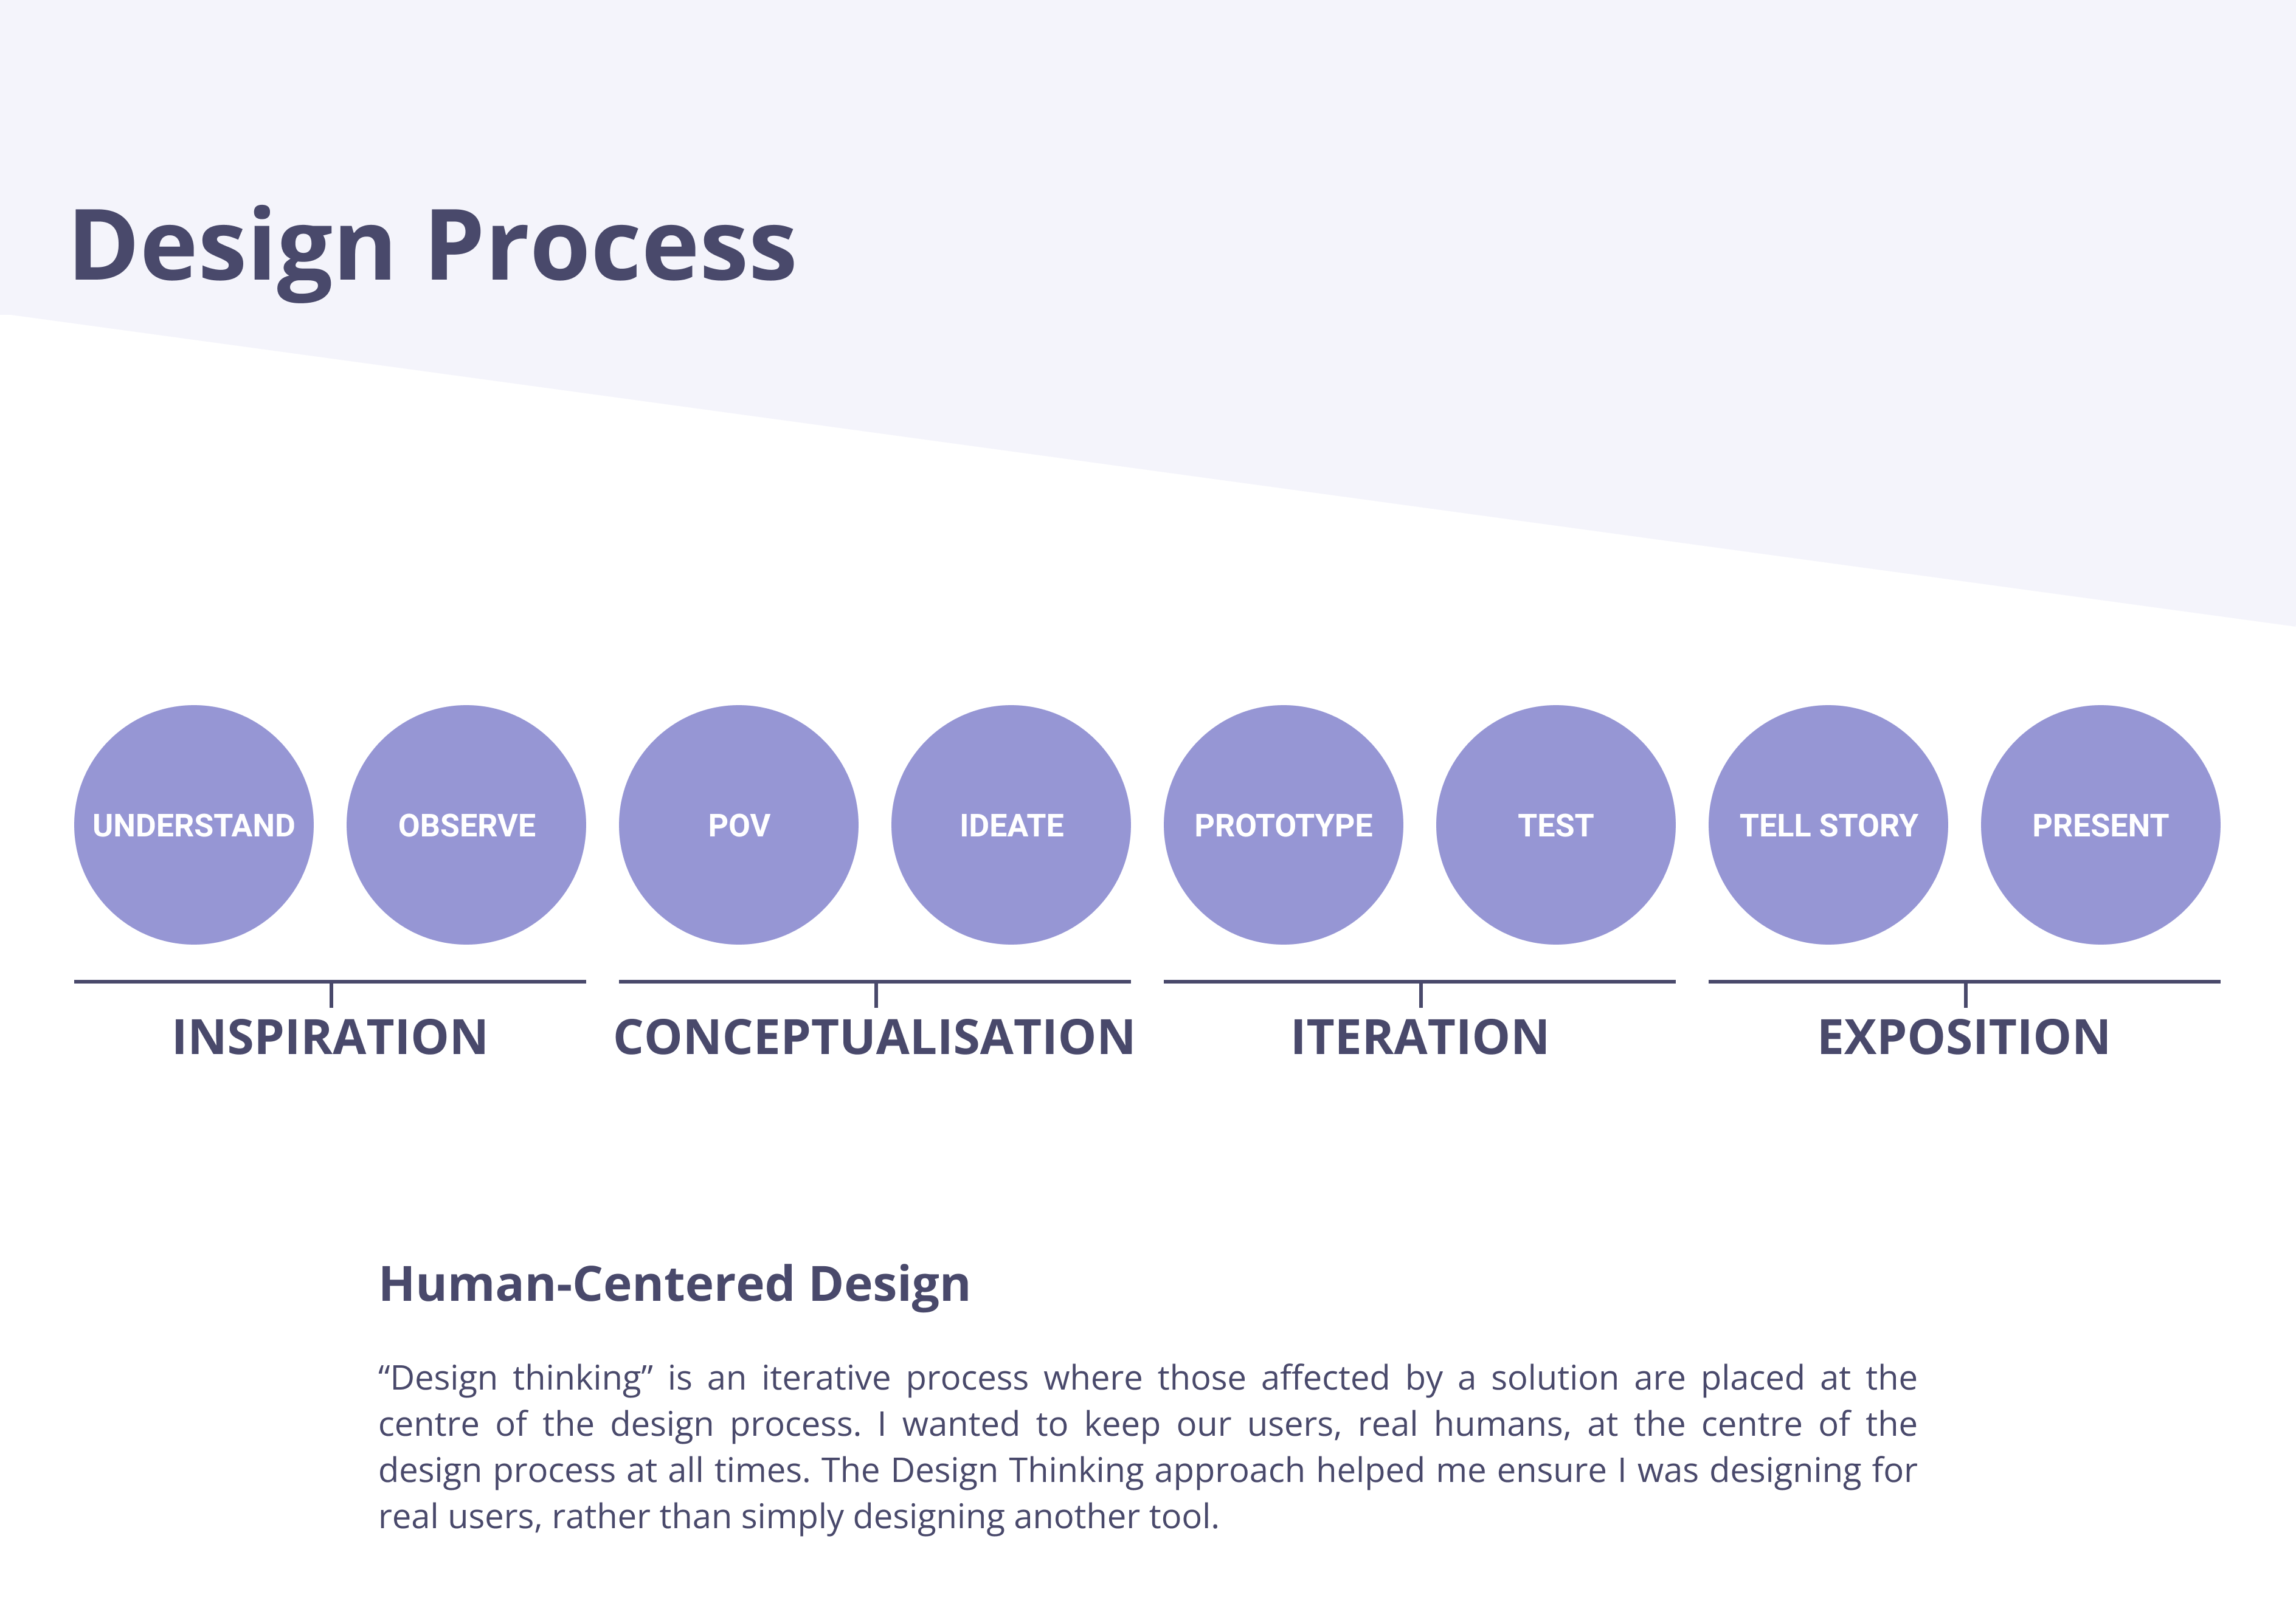 Design Process
UNDERSTAND OBSERVE POV IDEATE PROTOTYPE TEST TELL STORY PRESENT
INSPIRATION CONCEPTUALISATION ITERATION EXPOSITION
Human-Centered Design
“Design thinking” is an iterative process where those affected by a solution are placed at the
centre of the design process. I wanted to keep our users, real humans, at the centre of the
design process at all times. The Design Thinking approach helped me ensure I was designing for
real users, rather than simply designing another tool.